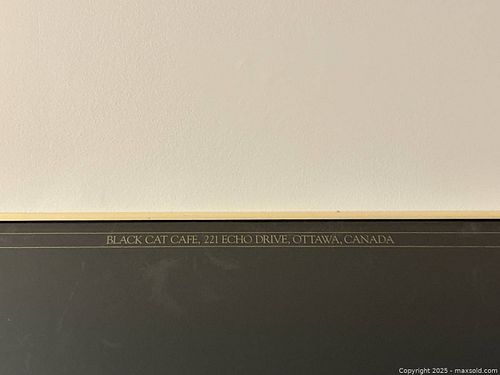 BLACK CAT CAFE, 221 ECHO DRIVE, OTTAWA, CANADA
Copyright 2025 - maxsold.com